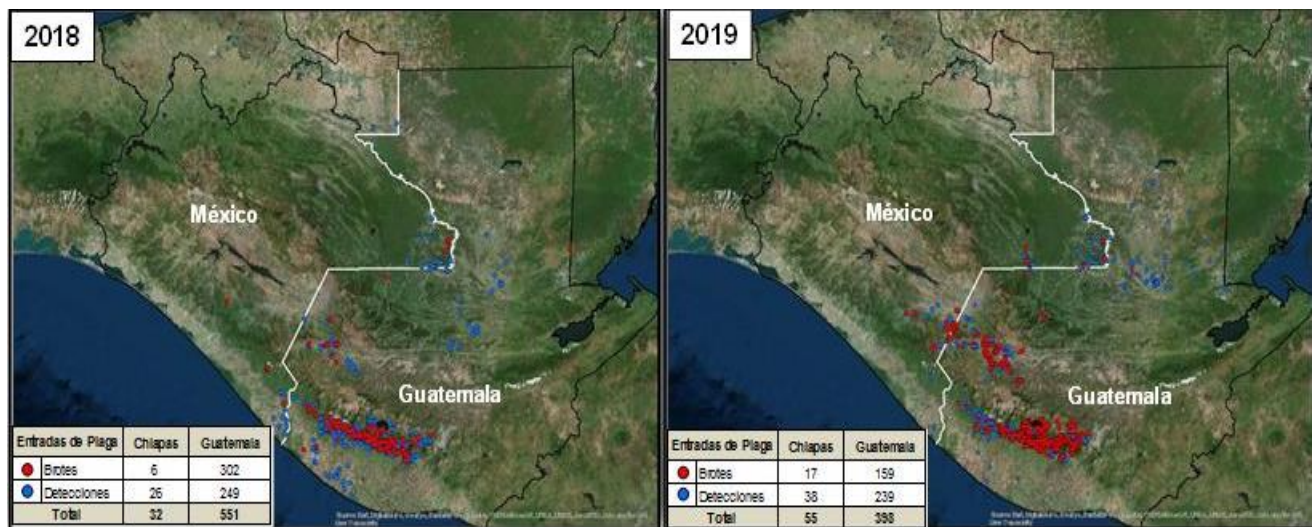 2018
México
Guatemala
Entradas de Plaga Chiapas Guatemala
Brotes 6 302
Detecciones 26 249
Total 32 551
2019
México
Guatemala
Entradas de Plaga Chiapas Guatemala
Brotes 17 159
Detecciones 38 239
Total 55 398